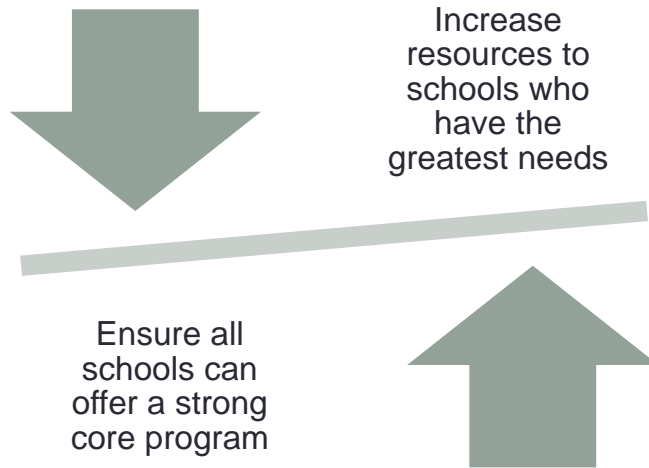 Increase
resources to
schools who
have the
greatest needs
Ensure all
schools can
offer a strong
core program